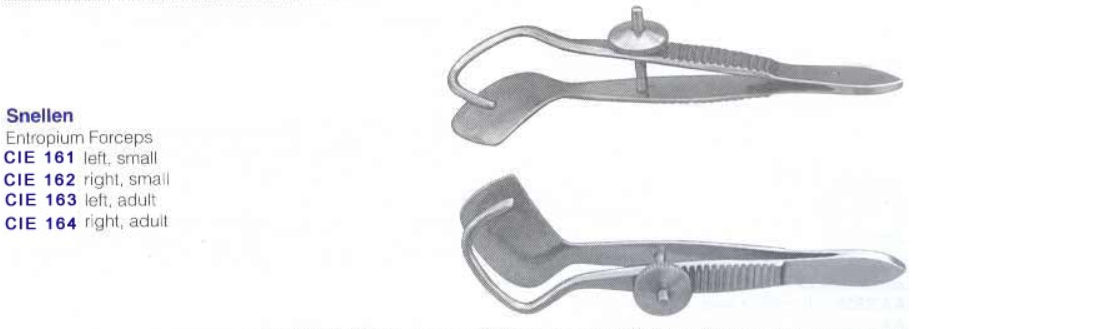 Snellen
Entropium Forceps
CIE 161 left, small
CIE 162 right, small
CIE 163 left, adult
CIE 164 right, adult